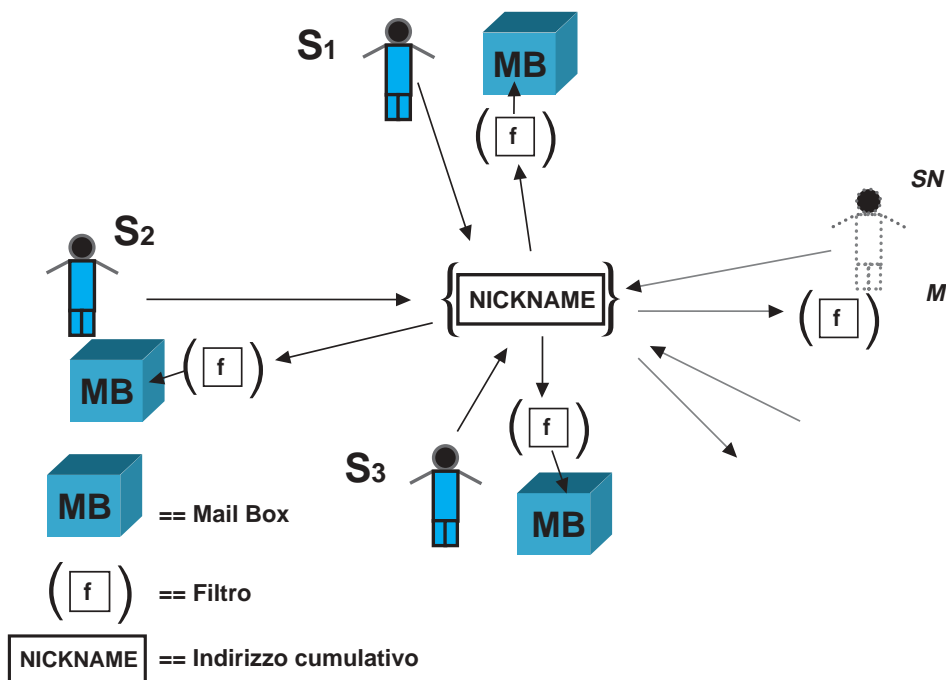 S1
MB
( f )
SN
S2
{ NICKNAME }
M
( f )
( f )
MB
( f )
S3
MB
MB == Mail Box
( f ) == Filtro
NICKNAME == Indirizzo cumulativo